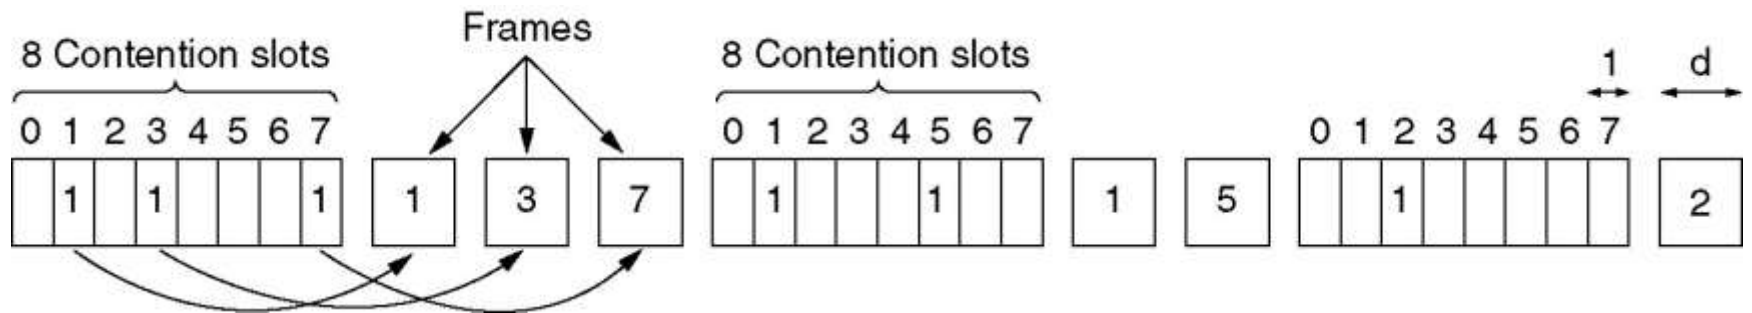 Frames
8 Contention slots 8 Contention slots 1 d
0 1 2 3 4 5 6 7 0 1 2 3 4 5 6 7 0 1 2 3 4 5 6 7
1 1 1 1 3 7 1 1 1 5 1 2